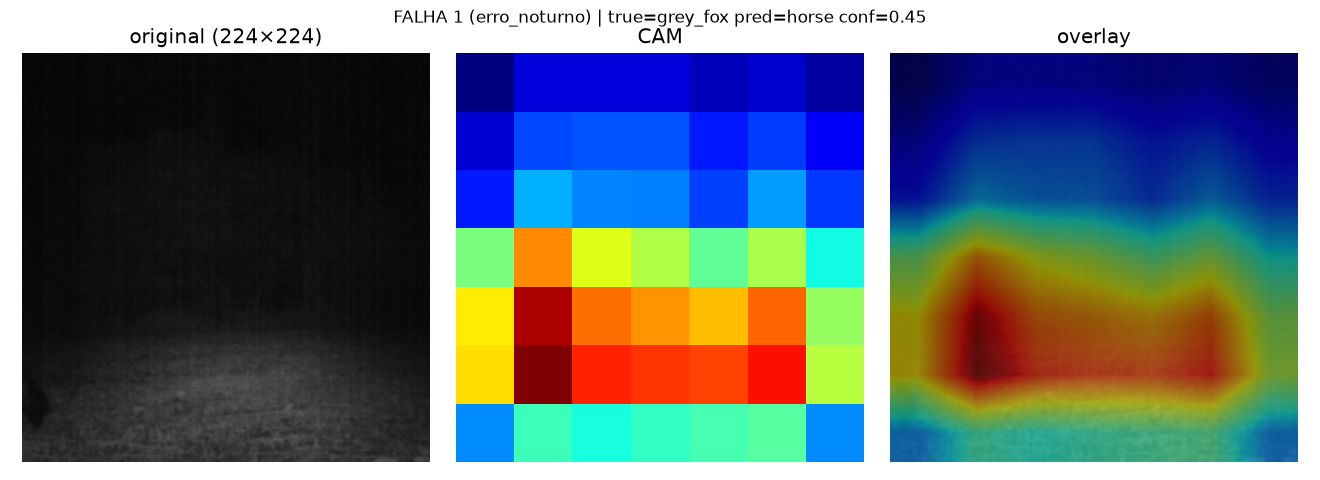 FALHA 1 (erro_noturno) | true=grey_fox pred=horse conf=0.45
original (224×224)
CAM
overlay